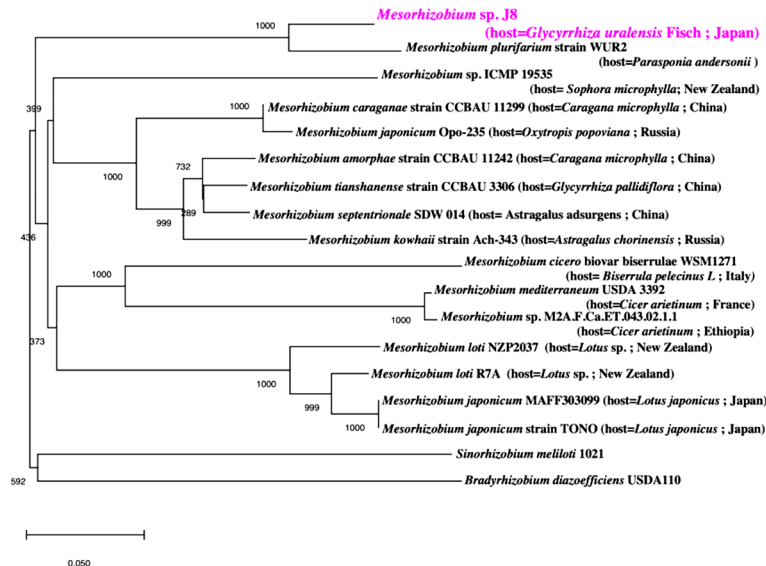 1000
Mesorhizobium sp. J8
(host=Glycyrrhiza uralensis Fisch ; Japan)
Mesorhizobium plurifarium strain WUR2
(host=Parasponia andersonii )
Mesorhizobium sp. ICMP 19535
(host= Sophora microphylla; New Zealand)
399
1000
Mesorhizobium caraganae strain CCBAU 11299 (host=Caragana microphylla ; China)
Mesorhizobium japonicum Opo-235 (host=Oxytropis popoviana ; Russia)
1000
732
Mesorhizobium amorphae strain CCBAU 11242 (host=Caragana microphylla ; China)
Mesorhizobium tianshanense strain CCBAU 3306 (host=Glycyrrhiza pallidiflora ; China)
289
Mesorhizobium septentrionale SDW 014 (host= Astragalus adsurgens ; China)
999
Mesorhizobium kowhaii strain Ach-343 (host=Astragalus chorinensis ; Russia)
436
1000
Mesorhizobium cicero biovar biserrulae WSM1271
(host= Biserrula pelecinus L ; Italy)
Mesorhizobium mediterraneum USDA 3392
(host=Cicer arietinum ; France)
1000
Mesorhizobium sp. M2A.F.Ca.ET.043.02.1.1
(host=Cicer arietinum ; Ethiopia)
373
Mesorhizobium loti NZP2037 (host=Lotus sp. ; New Zealand)
1000
Mesorhizobium loti R7A (host=Lotus sp. ; New Zealand)
999
Mesorhizobium japonicum MAFF303099 (host=Lotus japonicus ; Japan)
1000
Mesorhizobium japonicum strain TONO (host=Lotus japonicus ; Japan)
Sinorhizobium meliloti 1021
592
Bradyrhizobium diazoefficiens USDA110
0.050